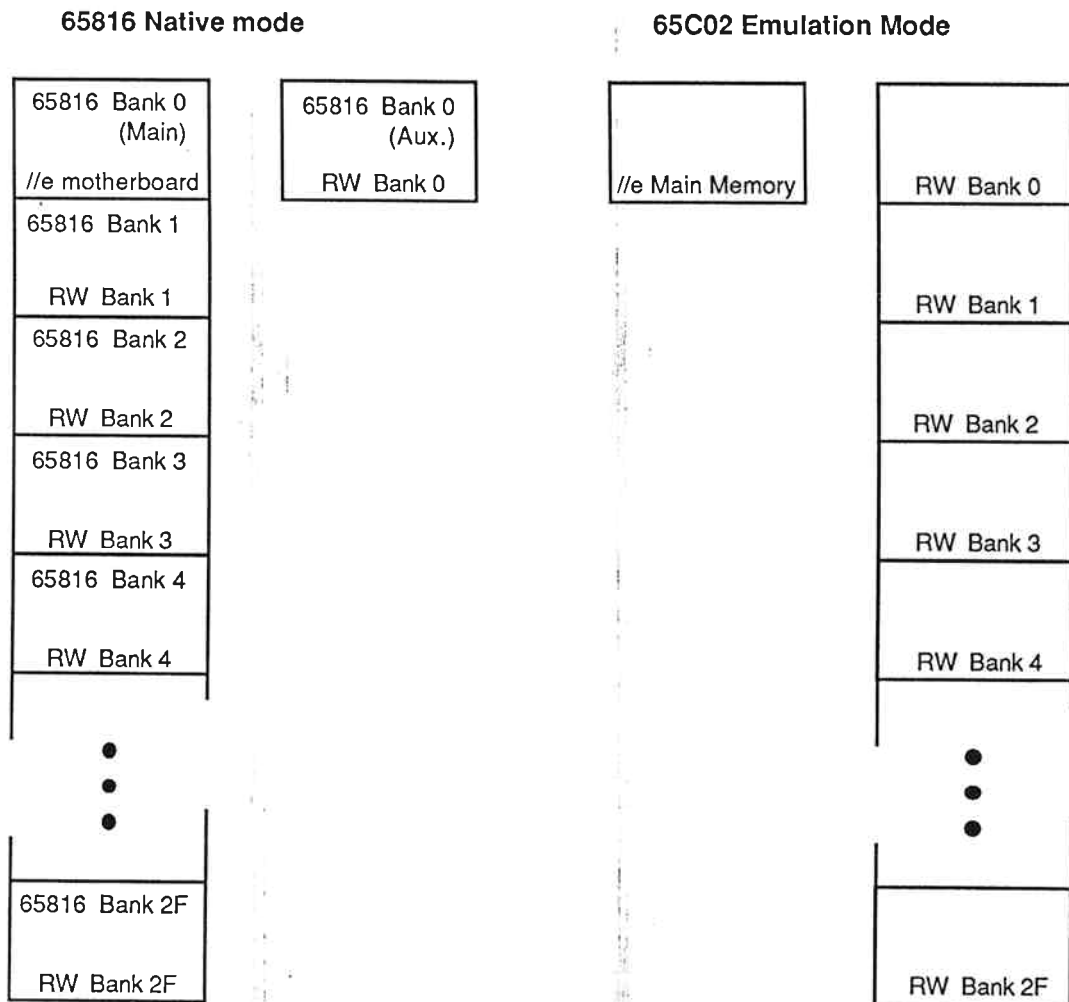 65816 Native mode
65816 Bank 0
(Main)
//e motherboard
65816 Bank 1
RW Bank 1
65816 Bank 2
RW Bank 2
65816 Bank 3
RW Bank 3
65816 Bank 4
RW Bank 4
65816 Bank 2F
RW Bank 2F
65816 Bank 0
(Aux.)
RW Bank 0
65C02 Emulation Mode
//e Main Memory
RW Bank 0
RW Bank 1
RW Bank 2
RW Bank 3
RW Bank 4
RW Bank 2F